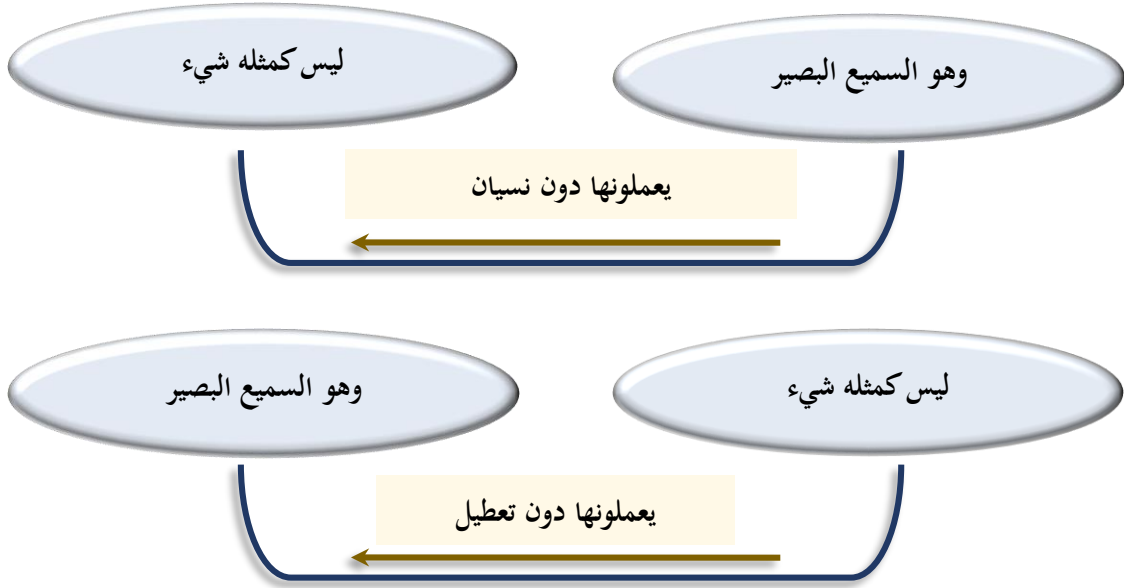 وهو السميع البصير
ليس كمثله شيء
يعملونها دون نسيان
ليس كمثله شيء
وهو السميع البصير
يعملونها دون تعطيل